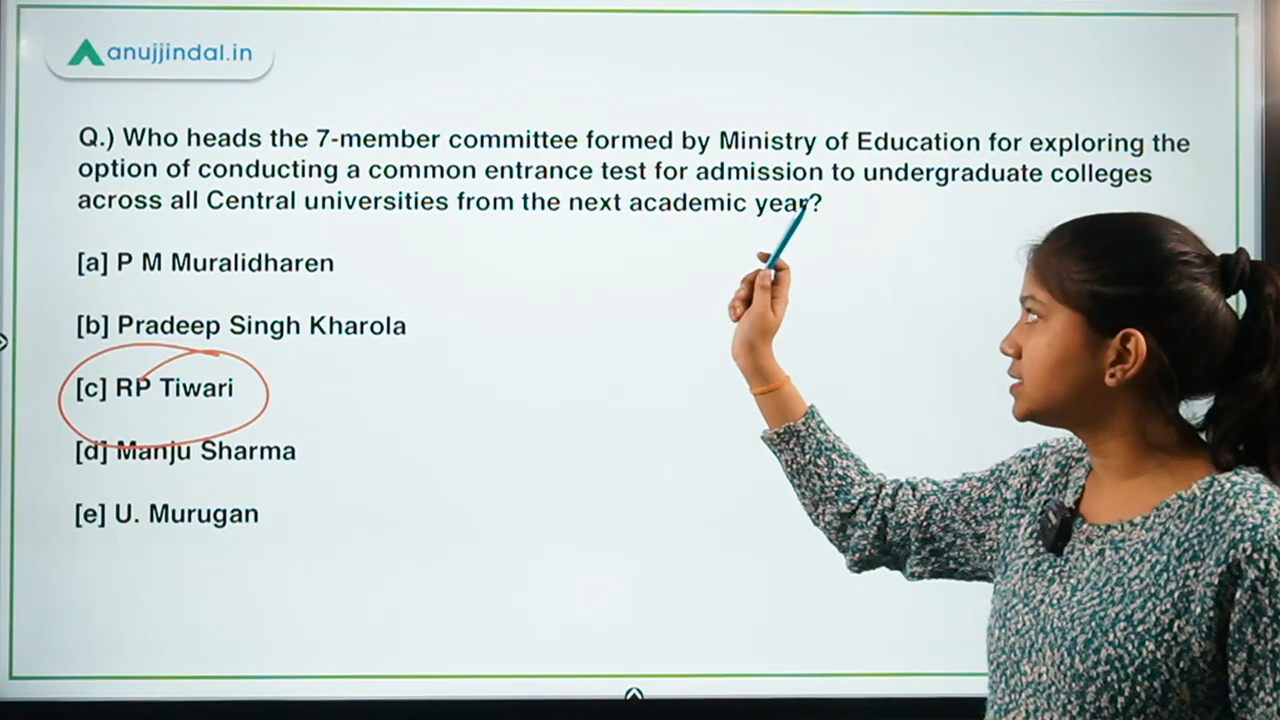 anujjindal.in
Q.) Who heads the 7-member committee formed by Ministry of Education for exploring the
option of conducting a common entrance test for admission to undergraduate colleges
across all Central universities from the next academic year?
[a] P M Muralidharen
[b] Pradeep Singh Kharola
[c] RP Tiwari
[d] Manju Sharma
[e] U. Murugan